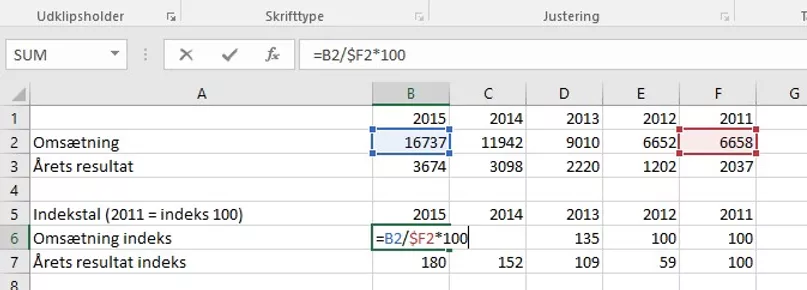 Udklipsholder Skrifttype Justering
SUM =B2/$F2*100
A B C D E F G
1 2015 2014 2013 2012 2011
2 Omsætning 16737 11942 9010 6652 6658
3 Årets resultat 3674 3098 2220 1202 2037
4
5 Indekstal (2011 = indeks 100) 2015 2014 2013 2012 2011
6 Omsætning indeks =B2/$F2*100 135 100 100
7 Årets resultat indeks 180 152 109 59 100